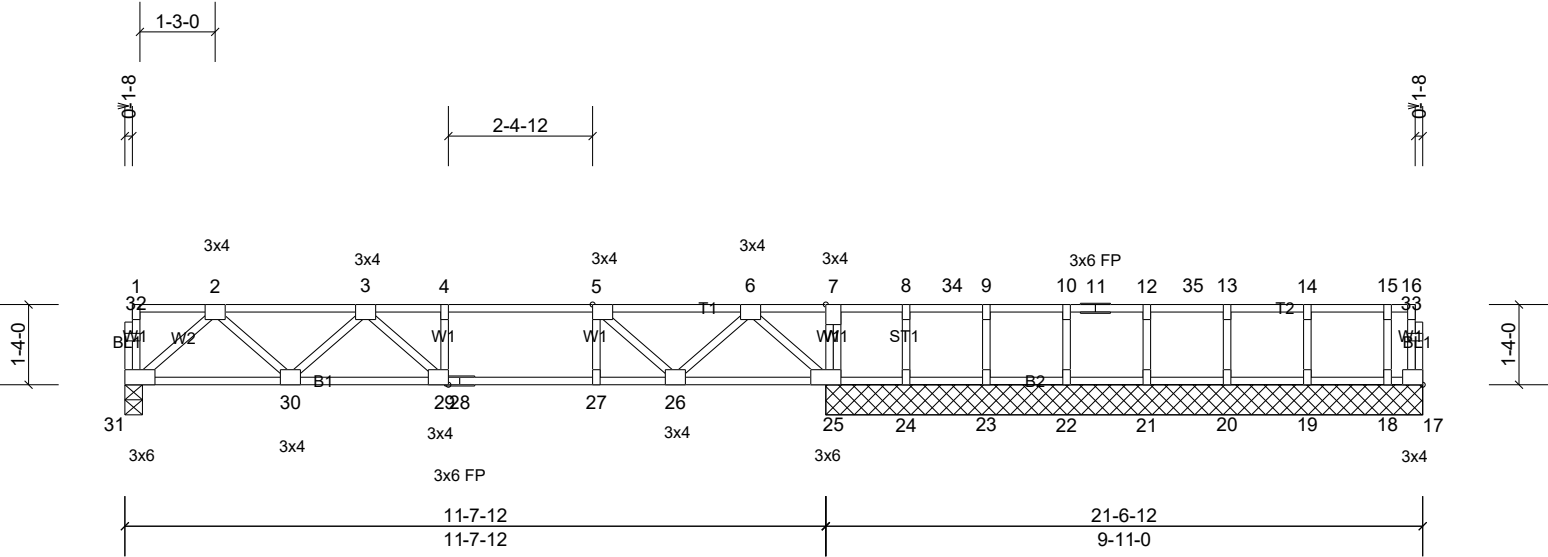 1-3-0
0-1-8
0-1-8
2-4-12
3x4
3x4
3x4
3x4
3x4
3x6 FP
1 2 3 4 5 6 7 8 34 9 10 11 12 35 13 14 15 16
32 T1 T2 33
1-4-0 W1 BL1 W2 W1 W1 W1 W1 ST1 W1 BL1 1-4-0
B1 B2
30 29 28 27 26
31 25 24 23 22 21 20 19 18 17
3x4 3x4 3x4
3x6 3x6 3x4
3x6 FP
11-7-12 21-6-12
11-7-12 9-11-0